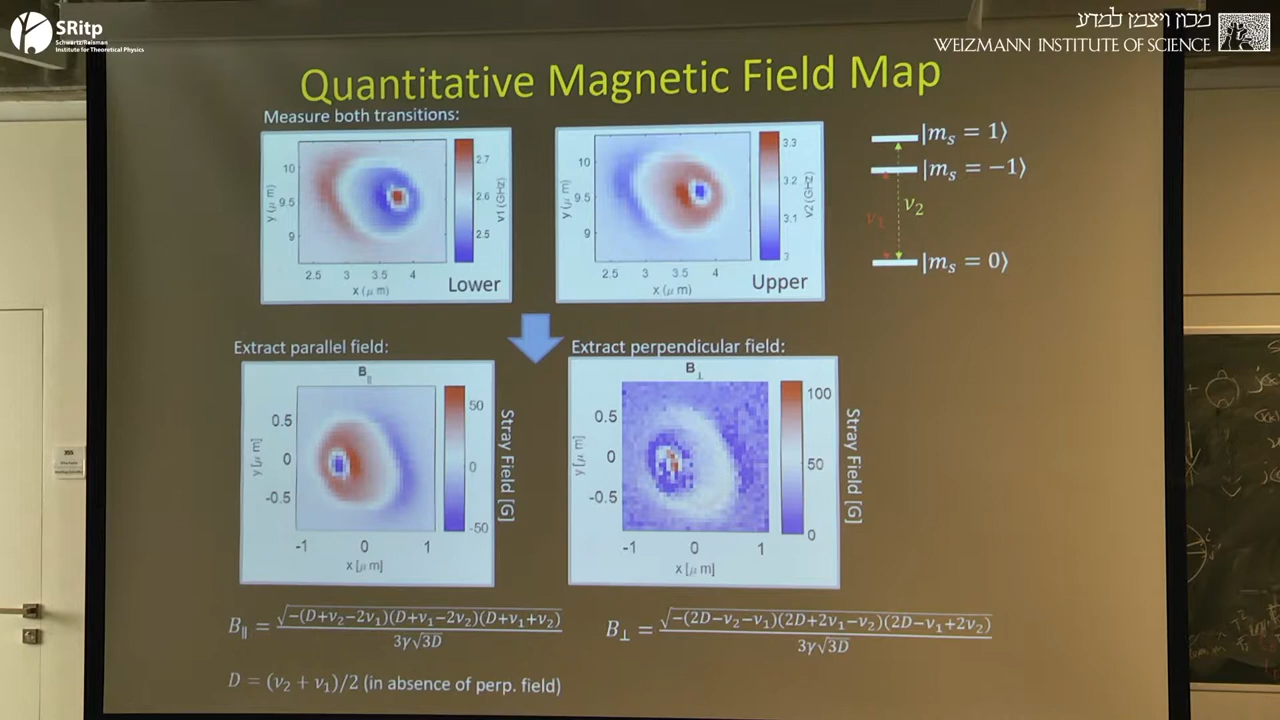 SRitp
Schwartz/Reisman
Institute for Theoretical Physics
מכון ויצמן למדע
WEIZMANN INSTITUTE OF SCIENCE
Quantitative Magnetic Field Map
Measure both transitions:
10
9.5
9
y (μ m)
2.5 3 3.5 4
x (μ m)
2.7
2.6
2.5
ν1 (GHz)
Lower
10
9.5
9
y (μ m)
2.5 3 3.5 4
x (μ m)
3.3
3.2
3.1
3
ν2 (GHz)
Upper
|m_s = 1⟩
|m_s = −1⟩
ν₁
ν₂
|m_s = 0⟩
Extract parallel field:
B_∥
0.5
0
-0.5
y [μ m]
-1 0 1
x [μ m]
50
0
-50
Stray Field [G]
Extract perpendicular field:
B_⊥
0.5
0
-0.5
y [μ m]
-1 0 1
x [μ m]
100
50
0
Stray Field [G]
B_∥ = √(−(D+ν₂−2ν₁)(D+ν₁−2ν₂)(D+ν₁+ν₂)) / 3γ√3D
B_⊥ = √(−(2D−ν₂−ν₁)(2D+2ν₁−ν₂)(2D−ν₁+2ν₂)) / 3γ√3D
D = (ν₂ + ν₁)/2 (in absence of perp. field)
355